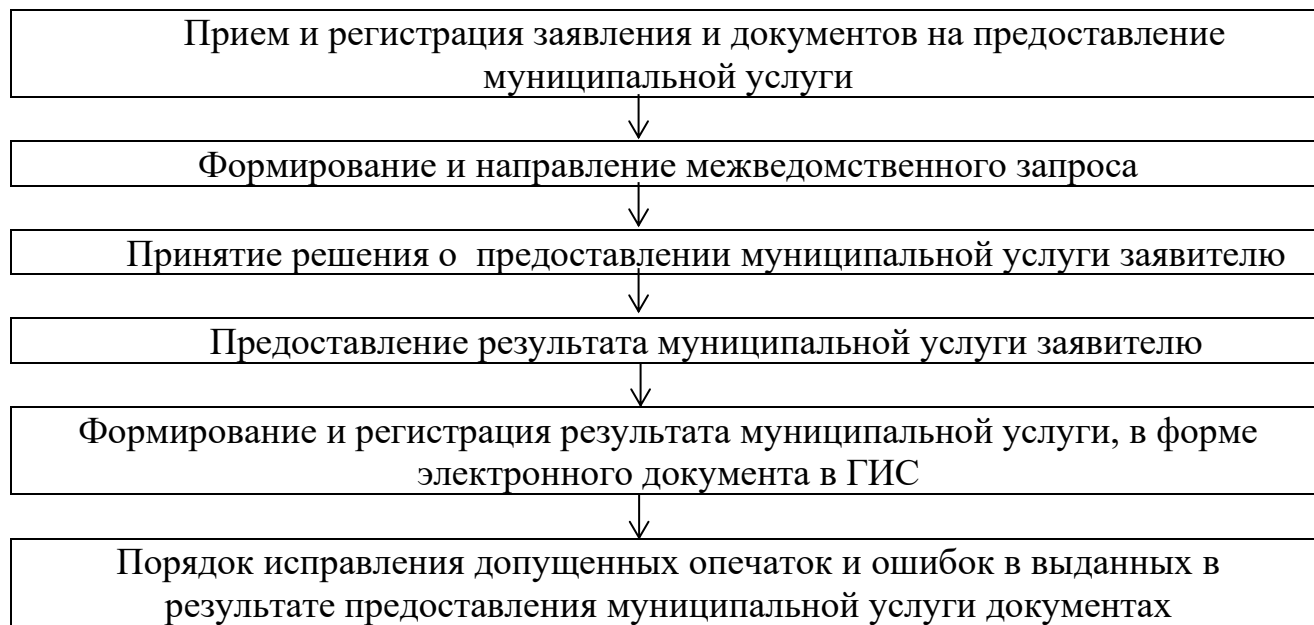 Прием и регистрация заявления и документов на предоставление
муниципальной услуги
Формирование и направление межведомственного запроса
Принятие решения о  предоставлении муниципальной услуги заявителю
Предоставление результата муниципальной услуги заявителю
Формирование и регистрация результата муниципальной услуги, в форме
электронного документа в ГИС
Порядок исправления допущенных опечаток и ошибок в выданных в
результате предоставления муниципальной услуги документах